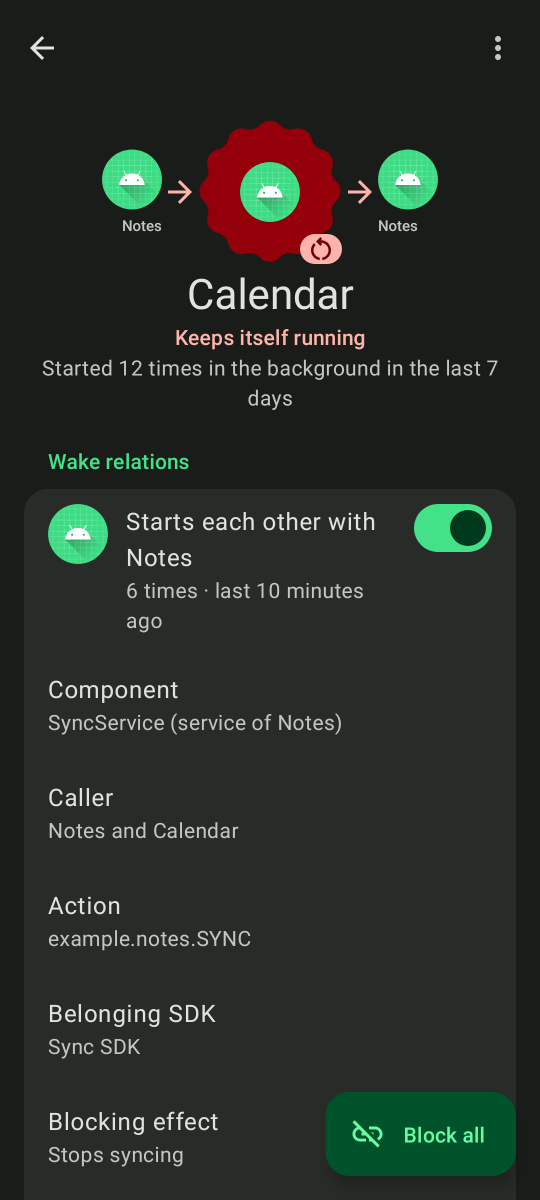 Notes
Notes
Calendar
Keeps itself running
Started 12 times in the background in the last 7
days
Wake relations
Starts each other with
Notes
6 times · last 10 minutes
ago
Component
SyncService (service of Notes)
Caller
Notes and Calendar
Action
example.notes.SYNC
Belonging SDK
Sync SDK
Blocking effect
Stops syncing
Block all